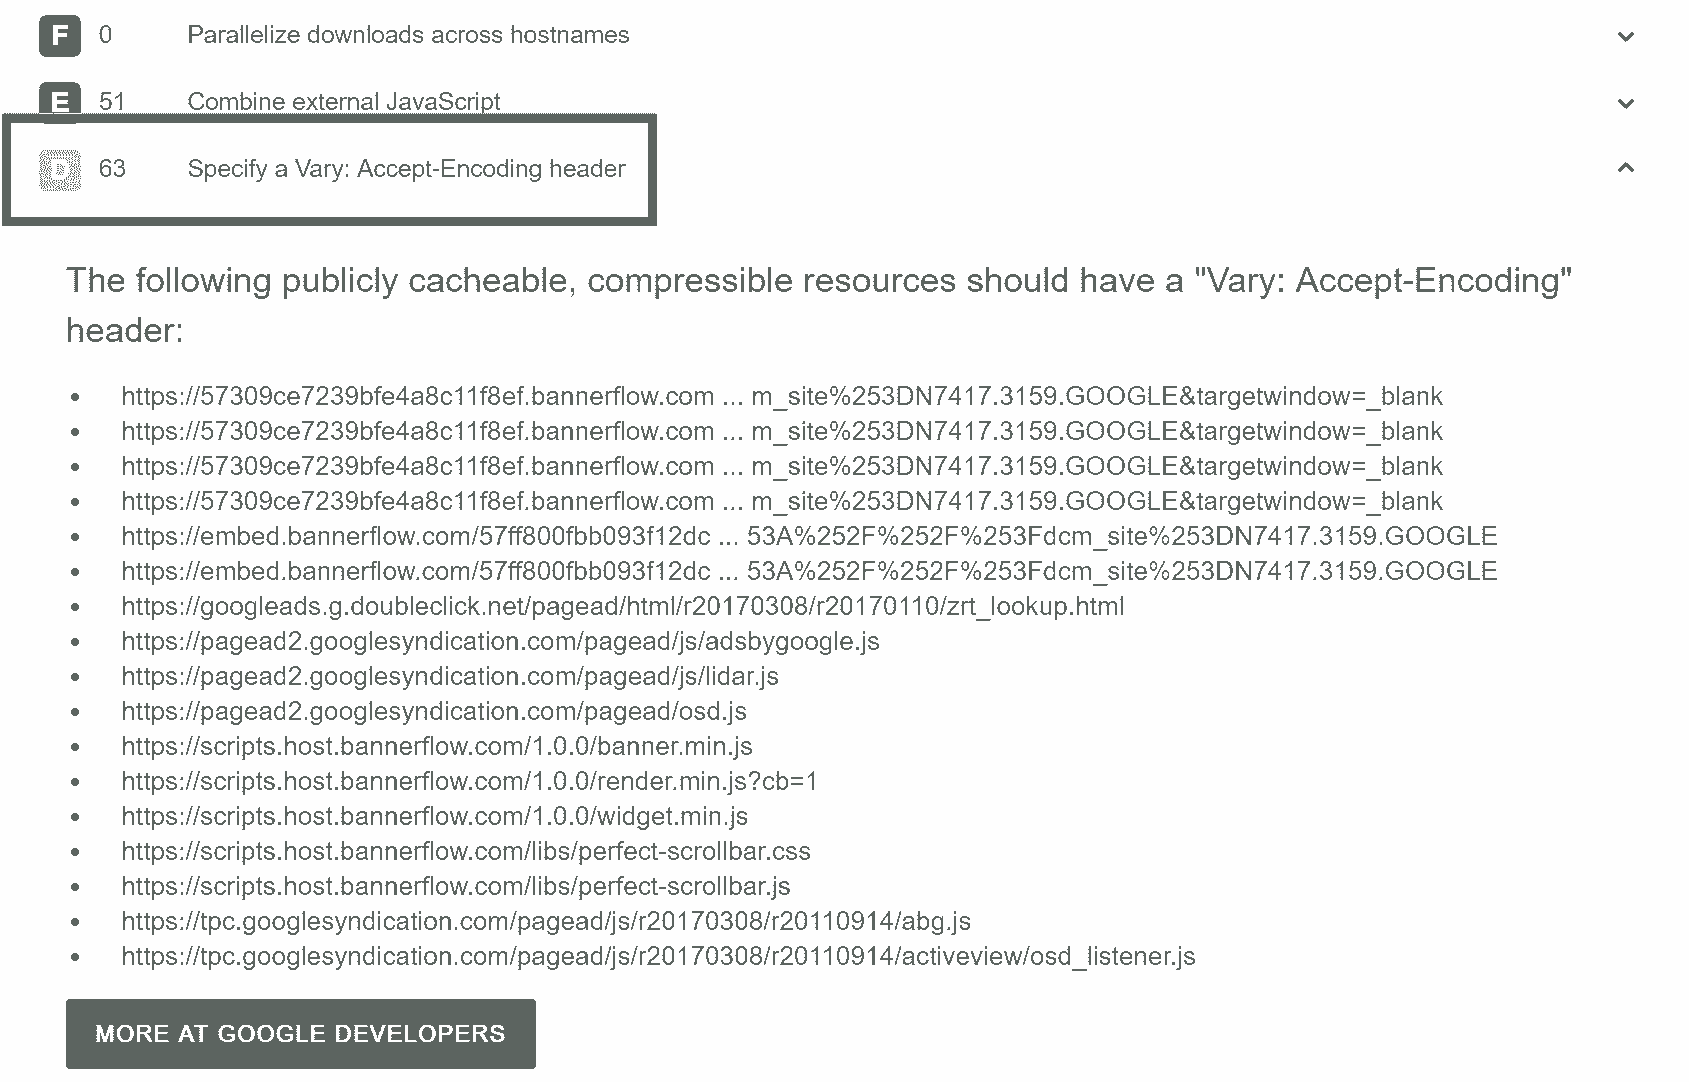 F 0 Parallelize downloads across hostnames
E 51 Combine external JavaScript
D 63 Specify a Vary: Accept-Encoding header
The following publicly cacheable, compressible resources should have a "Vary: Accept-Encoding"
header:
• https://57309ce7239bfe4a8c11f8ef.bannerflow.com ... m_site%253DN7417.3159.GOOGLE&targetwindow=_blank
• https://57309ce7239bfe4a8c11f8ef.bannerflow.com ... m_site%253DN7417.3159.GOOGLE&targetwindow=_blank
• https://57309ce7239bfe4a8c11f8ef.bannerflow.com ... m_site%253DN7417.3159.GOOGLE&targetwindow=_blank
• https://57309ce7239bfe4a8c11f8ef.bannerflow.com ... m_site%253DN7417.3159.GOOGLE&targetwindow=_blank
• https://embed.bannerflow.com/57ff800fbb093f12dc ... 53A%252F%252F%253Fdcm_site%253DN7417.3159.GOOGLE
• https://embed.bannerflow.com/57ff800fbb093f12dc ... 53A%252F%252F%253Fdcm_site%253DN7417.3159.GOOGLE
• https://googleads.g.doubleclick.net/pagead/html/r20170308/r20170110/zrt_lookup.html
• https://pagead2.googlesyndication.com/pagead/js/adsbygoogle.js
• https://pagead2.googlesyndication.com/pagead/js/lidar.js
• https://pagead2.googlesyndication.com/pagead/osd.js
• https://scripts.host.bannerflow.com/1.0.0/banner.min.js
• https://scripts.host.bannerflow.com/1.0.0/render.min.js?cb=1
• https://scripts.host.bannerflow.com/1.0.0/widget.min.js
• https://scripts.host.bannerflow.com/libs/perfect-scrollbar.css
• https://scripts.host.bannerflow.com/libs/perfect-scrollbar.js
• https://tpc.googlesyndication.com/pagead/js/r20170308/r20110914/abg.js
• https://tpc.googlesyndication.com/pagead/js/r20170308/r20110914/activeview/osd_listener.js
MORE AT GOOGLE DEVELOPERS